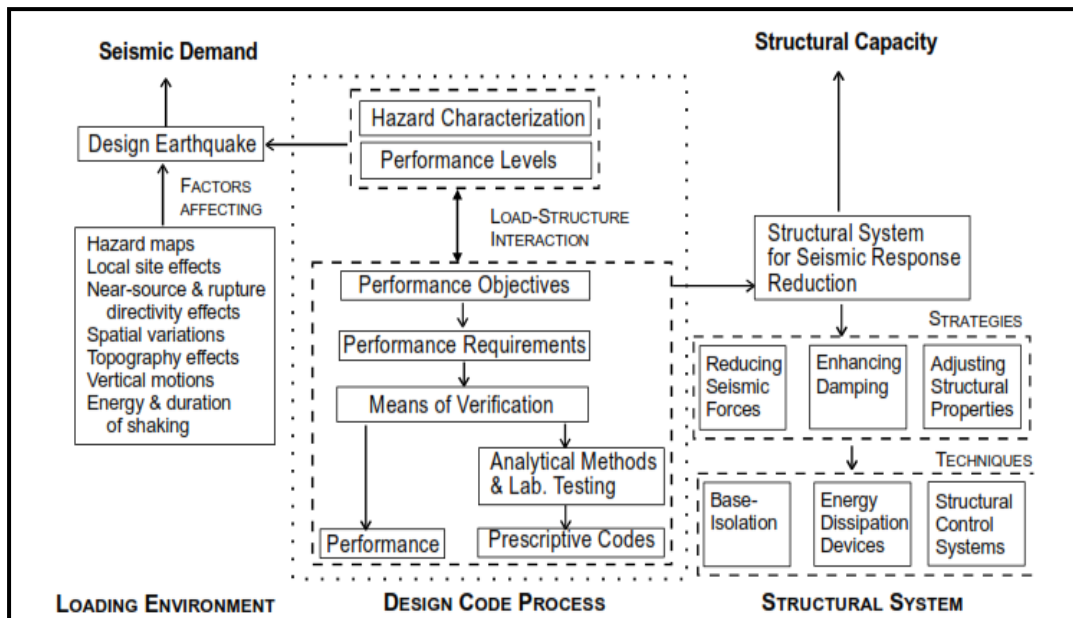 Seismic Demand
Design Earthquake
FACTORS
AFFECTING
Hazard maps
Local site effects
Near-source & rupture
directivity effects
Spatial variations
Topography effects
Vertical motions
Energy & duration
of shaking
LOADING ENVIRONMENT
Hazard Characterization
Performance Levels
LOAD-STRUCTURE
INTERACTION
Performance Objectives
Performance Requirements
Means of Verification
Analytical Methods
& Lab. Testing
Performance
Prescriptive Codes
DESIGN CODE PROCESS
Structural Capacity
Structural System
for Seismic Response
Reduction
STRATEGIES
Reducing
Seismic
Forces
Enhancing
Damping
Adjusting
Structural
Properties
TECHNIQUES
Base-
Isolation
Energy
Dissipation
Devices
Structural
Control
Systems
STRUCTURAL SYSTEM